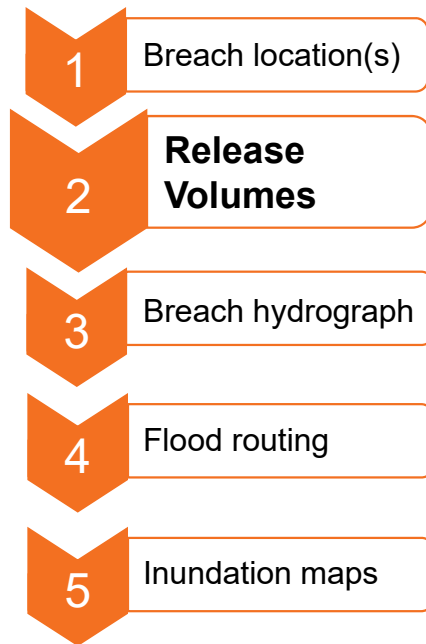 1
Breach location(s)
2
Release
Volumes
3
Breach hydrograph
4
Flood routing
5
Inundation maps